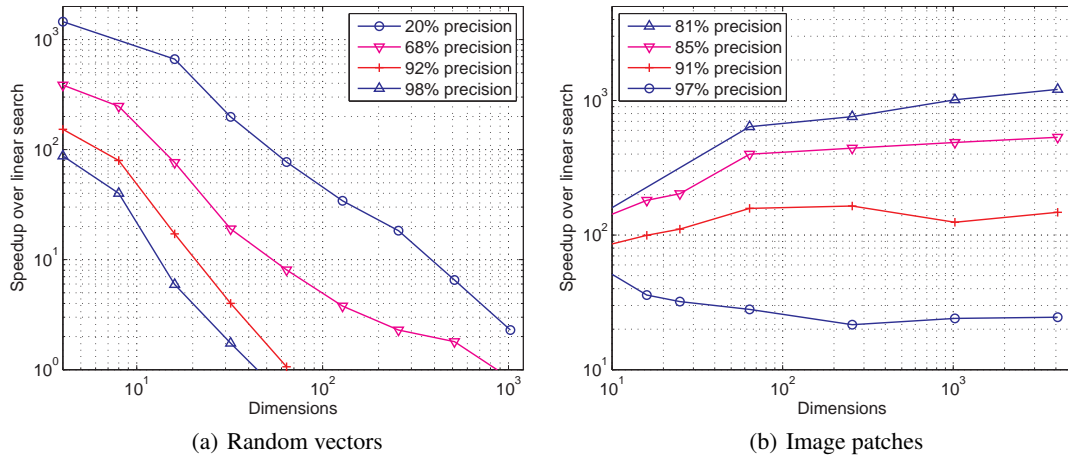 10^3
10^2
10^1
10^0
Speedup over linear search
20% precision
68% precision
92% precision
98% precision
10^1
10^2
10^3
Dimensions
(a) Random vectors
10^3
10^2
10^1
Speedup over linear search
81% precision
85% precision
91% precision
97% precision
10^1
10^2
10^3
Dimensions
(b) Image patches